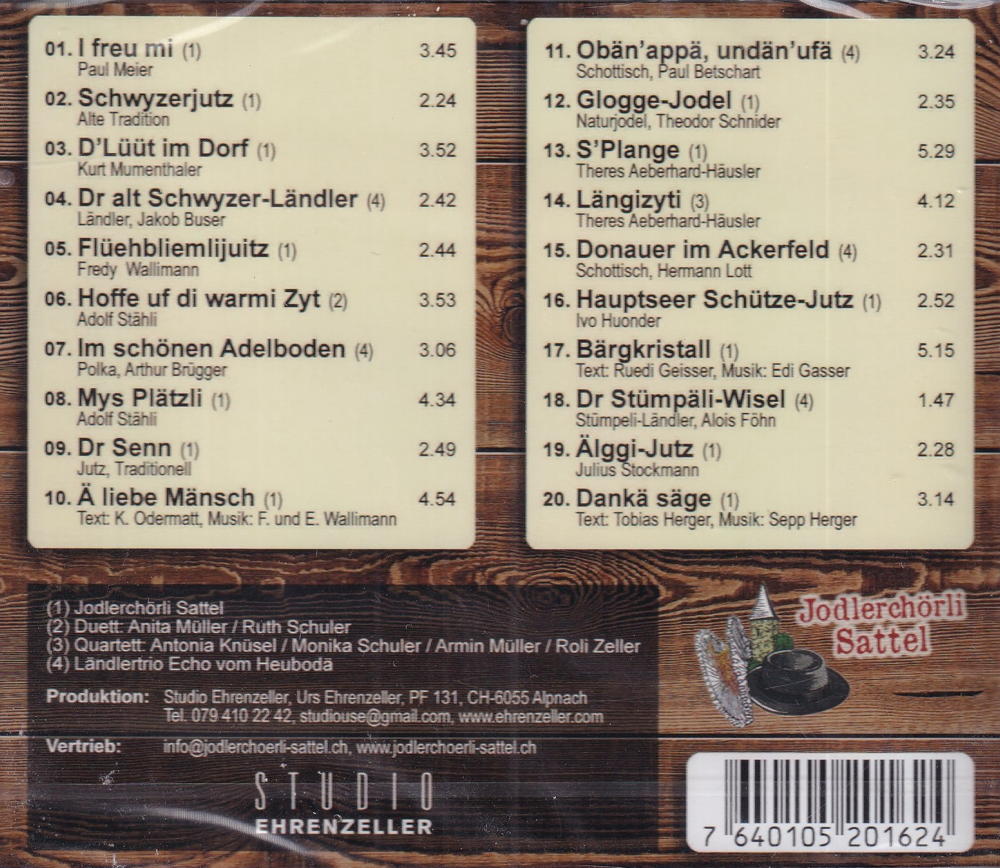 01. I freu mi (1) 3.45
Paul Meier
02. Schwyzerjutz (1) 2.24
Alte Tradition
03. D'Lüüt im Dorf (1) 3.52
Kurt Mumenthaler
04. Dr alt Schwyzer-Ländler (4) 2.42
Ländler, Jakob Buser
05. Flüehbliemlijuitz (1) 2.44
Fredy Wallimann
06. Hoffe uf di warmi Zyt (2) 3.53
Adolf Stähli
07. Im schönen Adelboden (4) 3.06
Polka, Arthur Brügger
08. Mys Plätzli (1) 4.34
Adolf Stähli
09. Dr Senn (1) 2.49
Jutz, Traditionell
10. Ä liebe Mänsch (1) 4.54
Text: K. Odermatt, Musik: F. und E. Wallimann
11. Obän'appä, undän'ufä (4) 3.24
Schottisch, Paul Betschart
12. Glogge-Jodel (1) 2.35
Naturjodel, Theodor Schnider
13. S'Plange (1) 5.29
Theres Aeberhard-Häusler
14. Längizyti (3) 4.12
Theres Aeberhard-Häusler
15. Donauer im Ackerfeld (4) 2.31
Schottisch, Hermann Lott
16. Hauptseer Schütze-Jutz (1) 2.52
Ivo Huonder
17. Bärgkristall (1) 5.15
Text: Ruedi Geisser, Musik: Edi Gasser
18. Dr Stümpäli-Wisel (4) 1.47
Stümpeli-Ländler, Alois Föhn
19. Älggi-Jutz (1) 2.28
Julius Stockmann
20. Dankä säge (1) 3.14
Text: Tobias Herger, Musik: Sepp Herger
(1) Jodlerchörli Sattel
(2) Duett: Anita Müller / Ruth Schuler
(3) Quartett: Antonia Knüsel / Monika Schuler / Armin Müller / Roli Zeller
(4) Ländlertrio Echo vom Heubodä
Produktion: Studio Ehrenzeller, Urs Ehrenzeller, PF 131, CH-6055 Alpnach
Tel. 079 410 22 42, studiouse@gmail.com, www.ehrenzeller.com
Vertrieb: info@jodlerchoerli-sattel.ch, www.jodlerchoerli-sattel.ch
STUDIO
EHRENZELLER
Jodlerchörli
Sattel
7 640105 201624